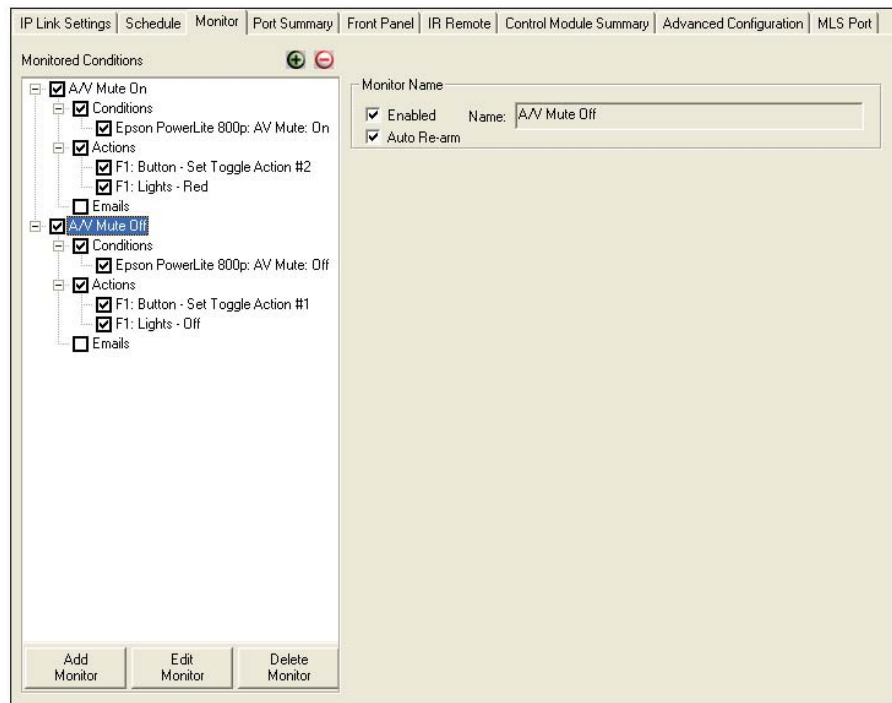 IP Link Settings Schedule Monitor Port Summary Front Panel IR Remote Control Module Summary Advanced Configuration MLS Port
Monitored Conditions
A/V Mute On
Conditions
Epson PowerLite 800p: AV Mute: On
Actions
F1: Button - Set Toggle Action #2
F1: Lights - Red
Emails
A/V Mute Off
Conditions
Epson PowerLite 800p: AV Mute: Off
Actions
F1: Button - Set Toggle Action #1
F1: Lights - Off
Emails
Add Monitor
Edit Monitor
Delete Monitor
Monitor Name
Enabled Name: A/V Mute Off
Auto Re-arm